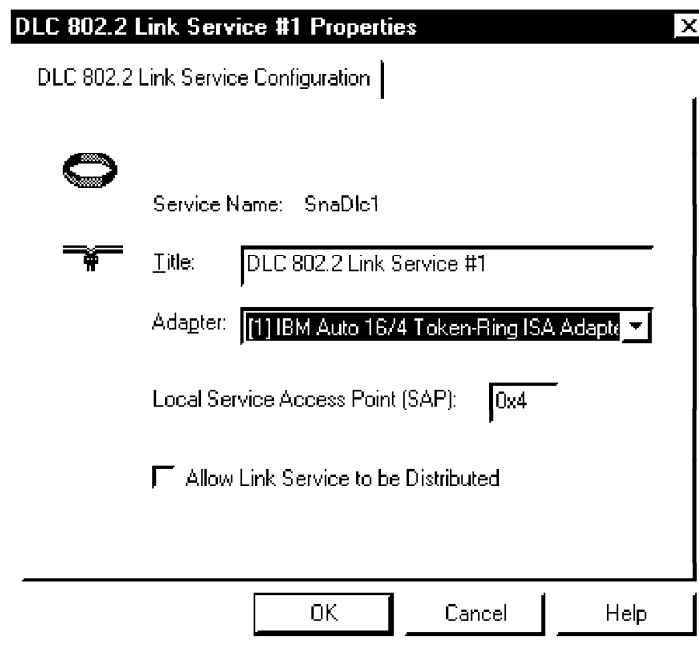 DLC 802.2 Link Service #1 Properties
DLC 802.2 Link Service Configuration
Service Name: SnaDlc1
Title: DLC 802.2 Link Service #1
Adapter: [1] IBM Auto 16/4 Token-Ring ISA Adapte
Local Service Access Point (SAP): 0x4
Allow Link Service to be Distributed
OK Cancel Help